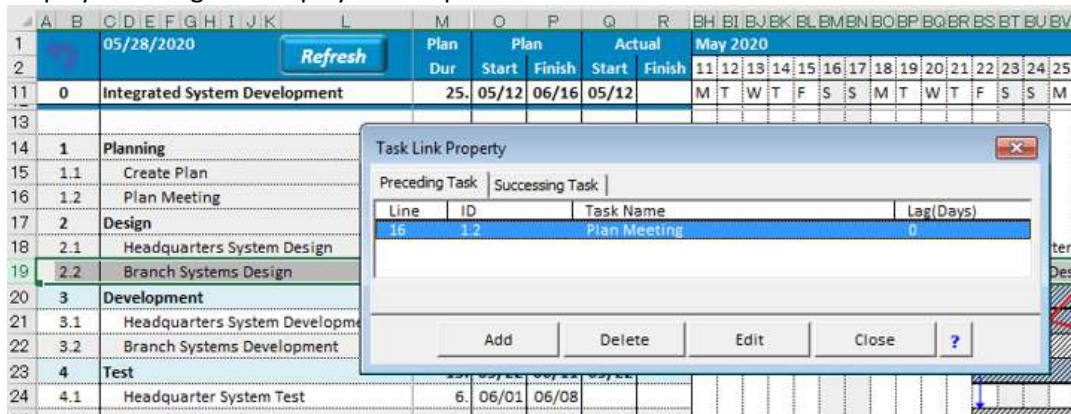 A B C D E F G H I J K L M O P Q R BH BI BJ BK BL BM BN BO BP BQ BR BS BT BU BV
1 05/28/2020 Refresh Plan Plan Actual May 2020
2 Dur Start Finish Start Finish 11 12 13 14 15 16 17 18 19 20 21 22 23 24 25
11 0 Integrated System Development 25. 05/12 06/16 05/12 M T W T F S S M T W T F S S M
13
14 1 Planning
15 1.1 Create Plan
16 1.2 Plan Meeting
17 2 Design
18 2.1 Headquarters System Design
19 2.2 Branch Systems Design
20 3 Development
21 3.1 Headquarters System Developme
22 3.2 Branch Systems Development
23 4 Test
24 4.1 Headquarter System Test 6. 06/01 06/08
Task Link Property
Preceding Task Successing Task
Line ID Task Name Lag(Days)
16 1.2 Plan Meeting 0
Add Delete Edit Close ?